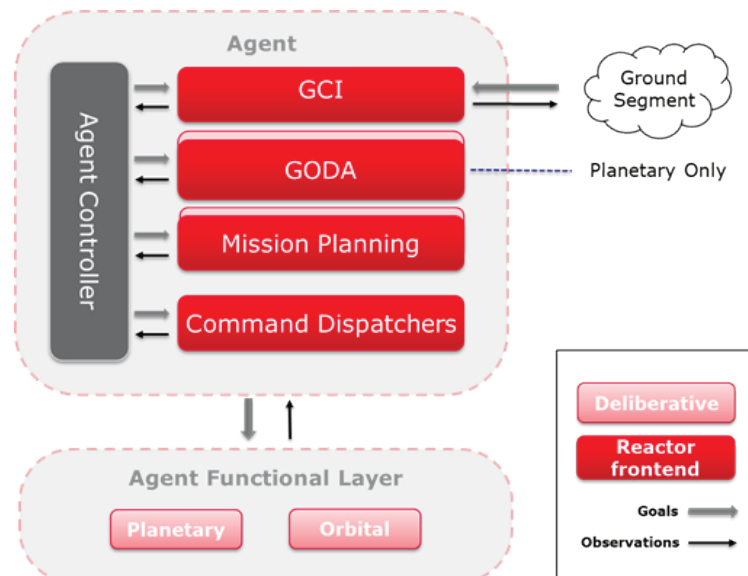 Agent
Agent Controller
GCI
GODA
Mission Planning
Command Dispatchers
Ground
Segment
Planetary Only
Agent Functional Layer
Planetary
Orbital
Deliberative
Reactor
frontend
Goals
Observations